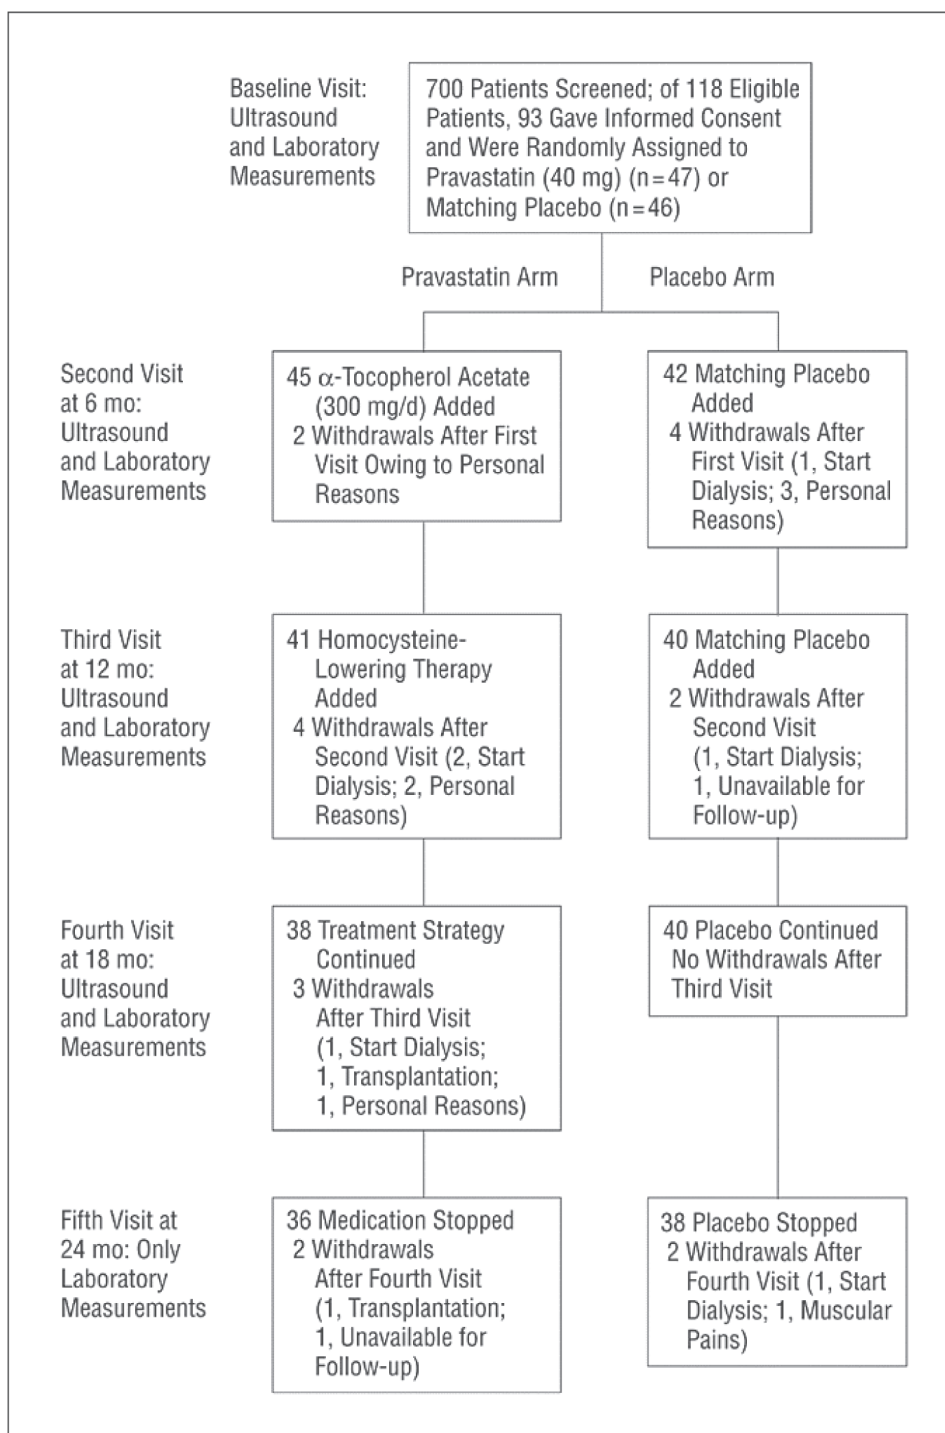 Baseline Visit:
Ultrasound
and Laboratory
Measurements
700 Patients Screened; of 118 Eligible
Patients, 93 Gave Informed Consent
and Were Randomly Assigned to
Pravastatin (40 mg) (n=47) or
Matching Placebo (n=46)
Pravastatin Arm
Placebo Arm
Second Visit
at 6 mo:
Ultrasound
and Laboratory
Measurements
45 α-Tocopherol Acetate
(300 mg/d) Added
2 Withdrawals After First
Visit Owing to Personal
Reasons
42 Matching Placebo
Added
4 Withdrawals After
First Visit (1, Start
Dialysis; 3, Personal
Reasons)
Third Visit
at 12 mo:
Ultrasound
and Laboratory
Measurements
41 Homocysteine-
Lowering Therapy
Added
4 Withdrawals After
Second Visit (2, Start
Dialysis; 2, Personal
Reasons)
40 Matching Placebo
Added
2 Withdrawals After
Second Visit
(1, Start Dialysis;
1, Unavailable for
Follow-up)
Fourth Visit
at 18 mo:
Ultrasound
and Laboratory
Measurements
38 Treatment Strategy
Continued
3 Withdrawals
After Third Visit
(1, Start Dialysis;
1, Transplantation;
1, Personal Reasons)
40 Placebo Continued
No Withdrawals After
Third Visit
Fifth Visit at
24 mo: Only
Laboratory
Measurements
36 Medication Stopped
2 Withdrawals
After Fourth Visit
(1, Transplantation;
1, Unavailable for
Follow-up)
38 Placebo Stopped
2 Withdrawals After
Fourth Visit (1, Start
Dialysis; 1, Muscular
Pains)